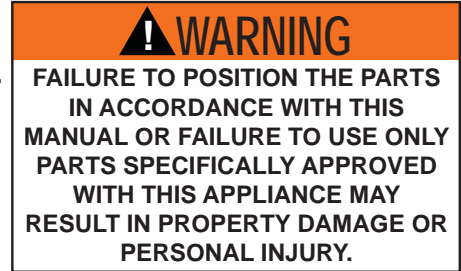 WARNING
FAILURE TO POSITION THE PARTS
IN ACCORDANCE WITH THIS
MANUAL OR FAILURE TO USE ONLY
PARTS SPECIFICALLY APPROVED
WITH THIS APPLIANCE MAY
RESULT IN PROPERTY DAMAGE OR
PERSONAL INJURY.